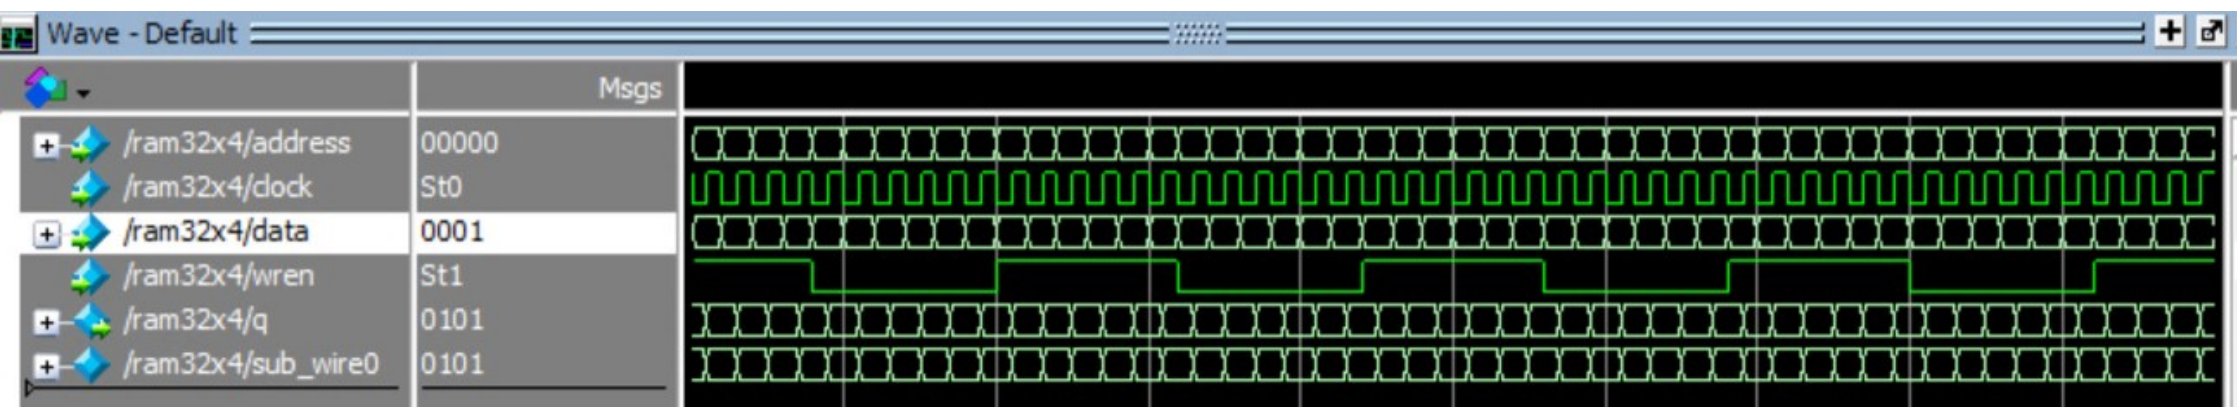 Wave - Default
Msgs
/ram32x4/address 00000
/ram32x4/clock St0
/ram32x4/data 0001
/ram32x4/wren St1
/ram32x4/q 0101
/ram32x4/sub_wire0 0101